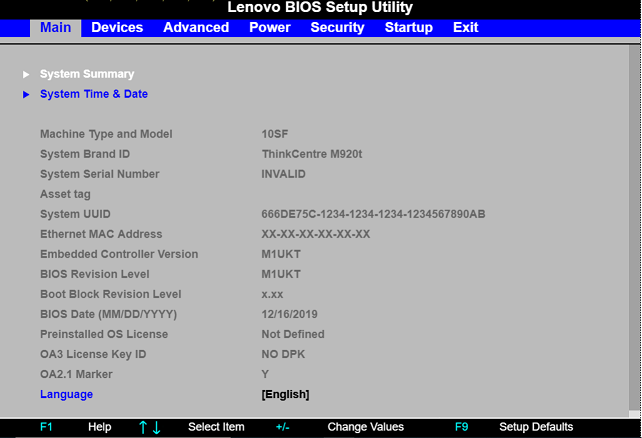 Lenovo BIOS Setup Utility
Main Devices Advanced Power Security Startup Exit
System Summary
System Time & Date
Machine Type and Model 10SF
System Brand ID ThinkCentre M920t
System Serial Number INVALID
Asset tag
System UUID 666DE75C-1234-1234-1234-1234567890AB
Ethernet MAC Address XX-XX-XX-XX-XX-XX
Embedded Controller Version M1UKT
BIOS Revision Level M1UKT
Boot Block Revision Level x.xx
BIOS Date (MM/DD/YYYY) 12/16/2019
Preinstalled OS License Not Defined
OA3 License Key ID NO DPK
OA2.1 Marker Y
Language [English]
F1 Help ↑↓ Select Item +/- Change Values F9 Setup Defaults